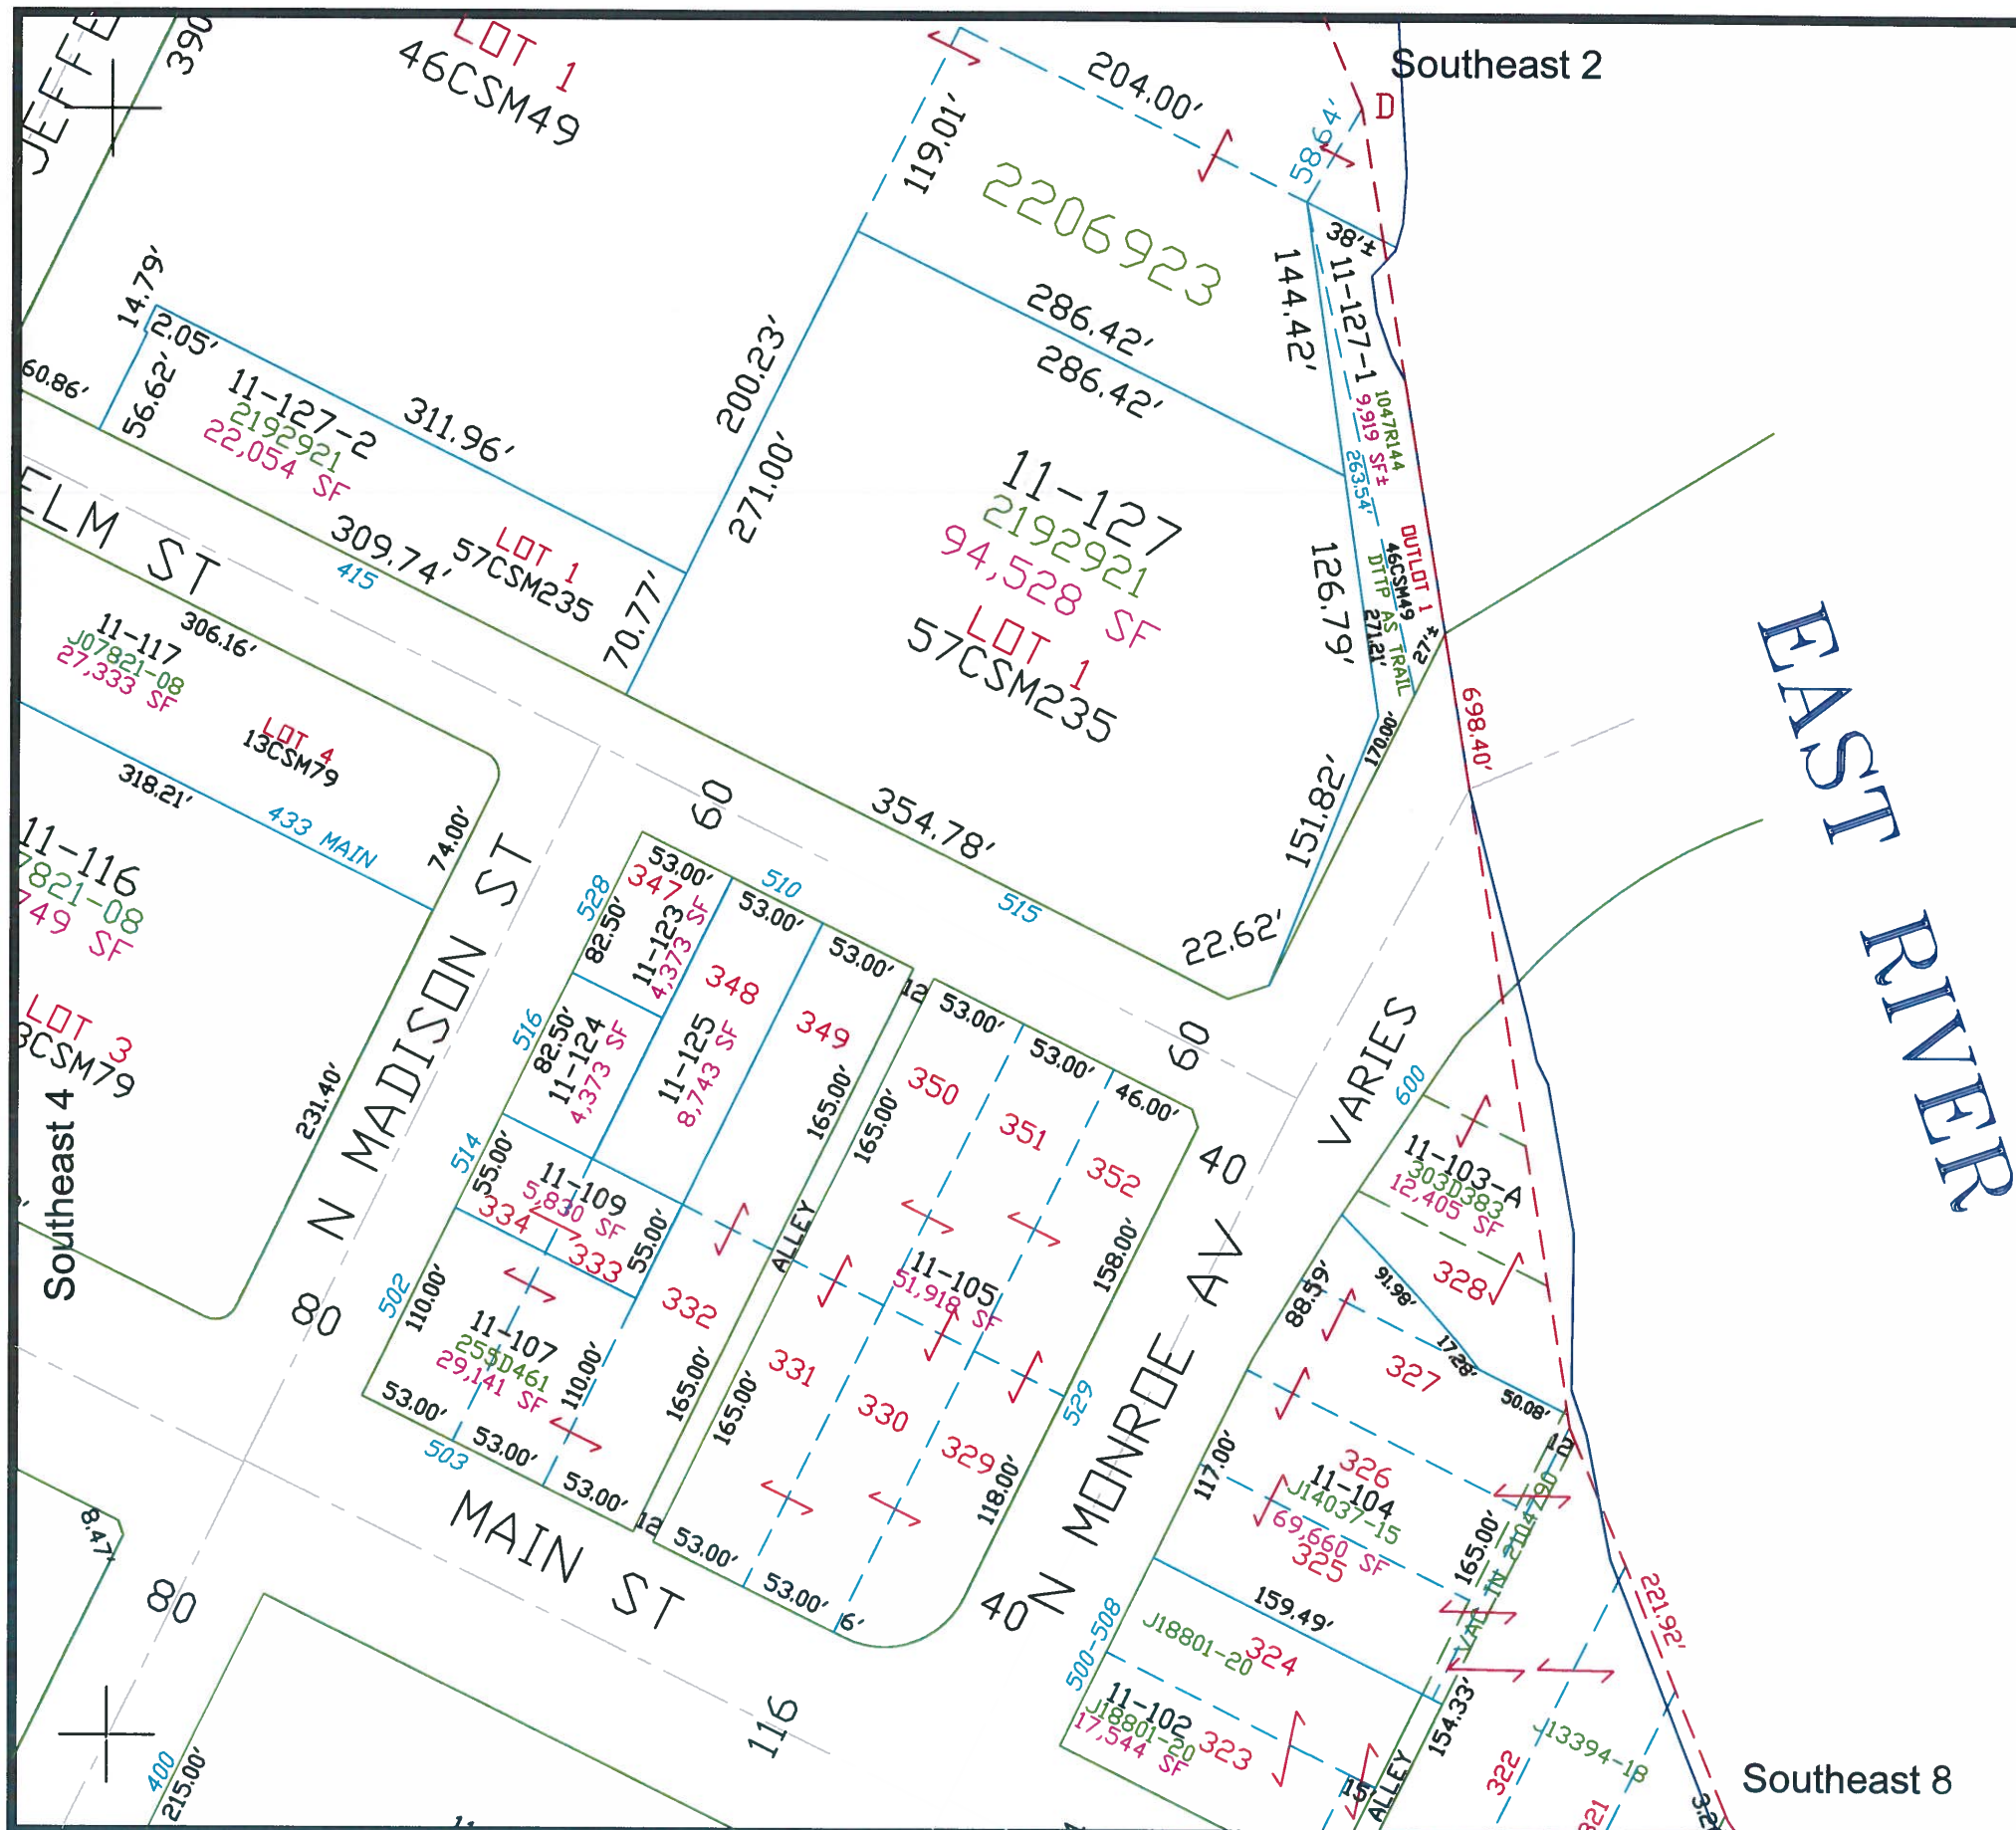 Southeast 2
390
LOT 1
46CSM49
204.00'
119.01'
58.64'
D
2206923
38'±
144.42'
11-127-1
1047R144
9,919 SF±
263.54'
OUTLOT 1
46CSM49
DTTP AS TRAIL
271.21'
27'±
14.79'
2.05'
60.86'
56.62'
11-127-2
2192921
22,054 SF
311.96'
200.23'
286.42'
286.42'
271.00'
11-127
2192921
94,528 SF
LOT 1
57CSM235
126.79'
ELM ST
309.74'
415
LOT 1
57CSM235
70.77'
EAST RIVER
698.40'
170.00'
151.82'
306.16'
11-117
J07821-08
27,333 SF
LOT 4
13CSM79
318.21'
433 MAIN
74.00'
60
354.78'
515
22.62'
11-116
7821-08
749 SF
LOT 3
3CSM79
Southeast 4
231.40'
N MADISON ST
80
528
53.00'
510
347
82.50'
11-123
4,373 SF
53.00'
348
53.00'
349
12
516
82.50'
11-124
4,373 SF
11-125
8,743 SF
165.00'
165.00'
53.00'
350
53.00'
351
46.00'
352
60
40
VARIES
600
514
55.00'
11-109
5,830 SF
334
333
55.00'
ALLEY
11-105
51,918 SF
158.00'
11-103-A
303D383
12,405 SF
328
502
110.00'
11-107
255D461
29,141 SF
110.00'
332
165.00'
165.00'
331
330
329
529
118.00'
N MONROE AV
88.59'
91.98'
17.28'
327
50.08'
12
53.00'
503
53.00'
53.00'
12
53.00'
53.00'
6'
40
MAIN ST
117.00'
326
11-104
J14037-15
69,660 SF
325
165.00'
VAC IN 2104790
221.92'
8.47'
80
116
159.49'
500-508
J18801-20
324
11-102
J18801-20
17,544 SF
323
154.33'
ALLEY
15'
J13394-18
322
321
Southeast 8
400
215.00'